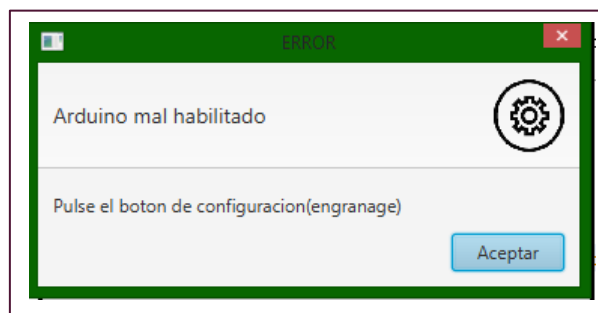 ERROR
Arduino mal habilitado
Pulse el boton de configuracion(engranage)
Aceptar